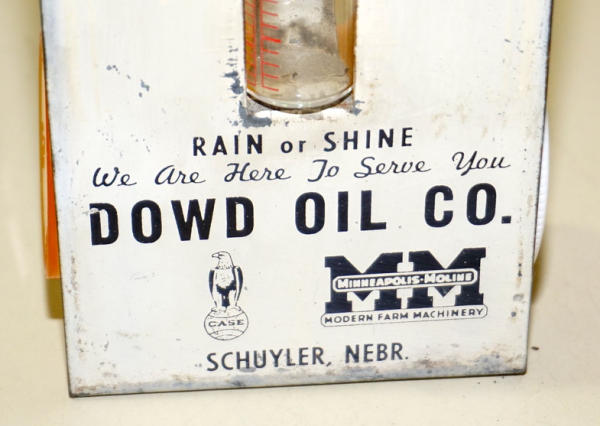 RAIN or SHINE
We Are Here To Serve You
DOWD OIL CO.
CASE
MM
MINNEAPOLIS-MOLINE
MODERN FARM MACHINERY
SCHUYLER, NEBR.